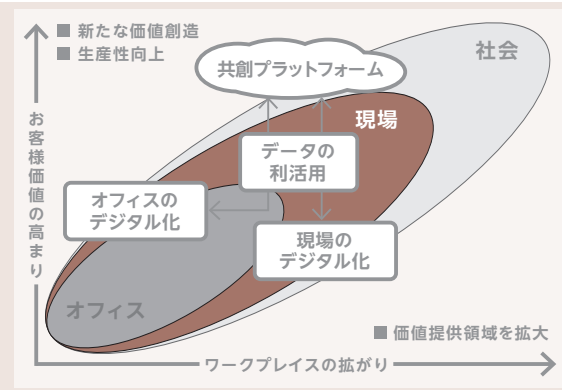 ■ 新たな価値創造
■ 生産性向上
社会
共創プラットフォーム
現場
お客様価値の高まり
データの
利活用
オフィスの
デジタル化
現場の
デジタル化
オフィス
■ 価値提供領域を拡大
ワークプレイスの拡がり